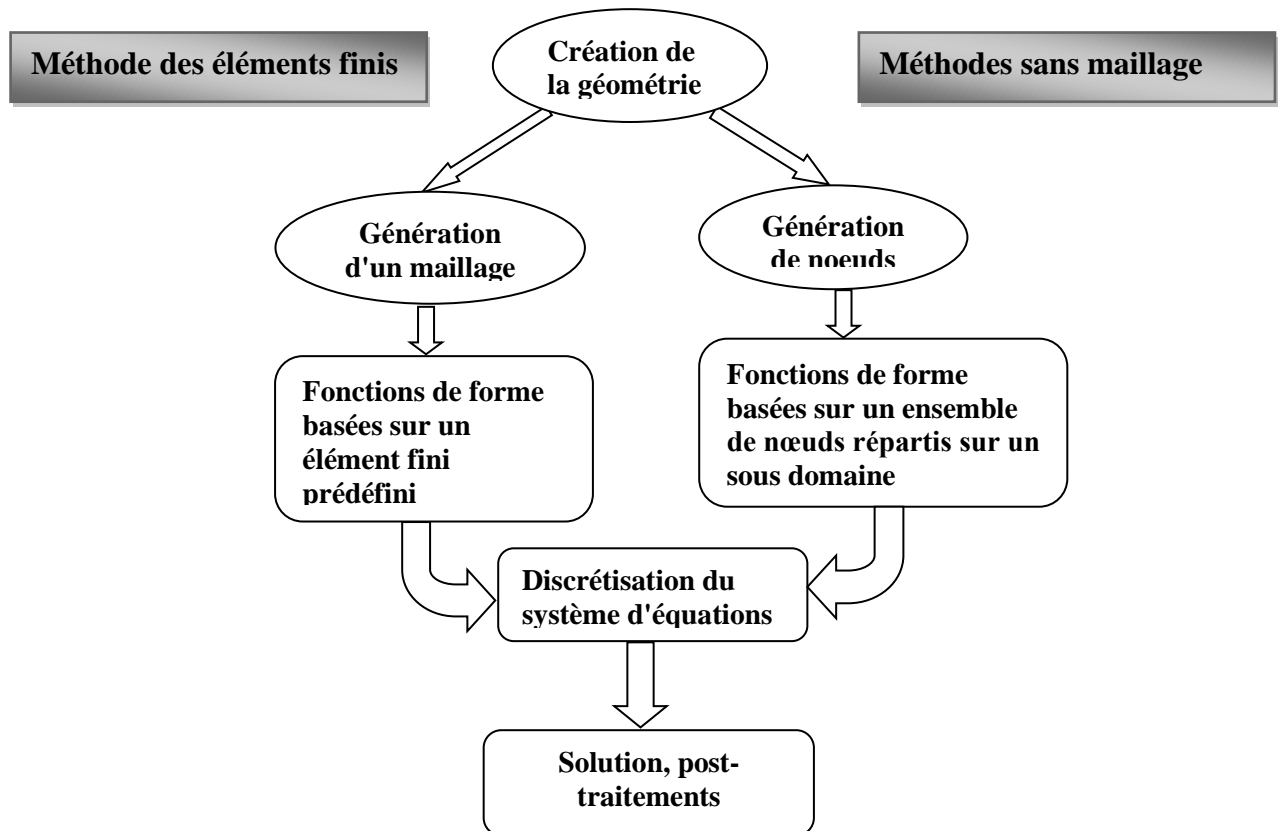 Méthode des éléments finis
Création de
la géométrie
Méthodes sans maillage
Génération
d'un maillage
Génération
de noeuds
Fonctions de forme
basées sur un
élément fini
prédéfini
Fonctions de forme
basées sur un ensemble
de nœuds répartis sur un
sous domaine
Discrétisation du
système d'équations
Solution, post-
traitements